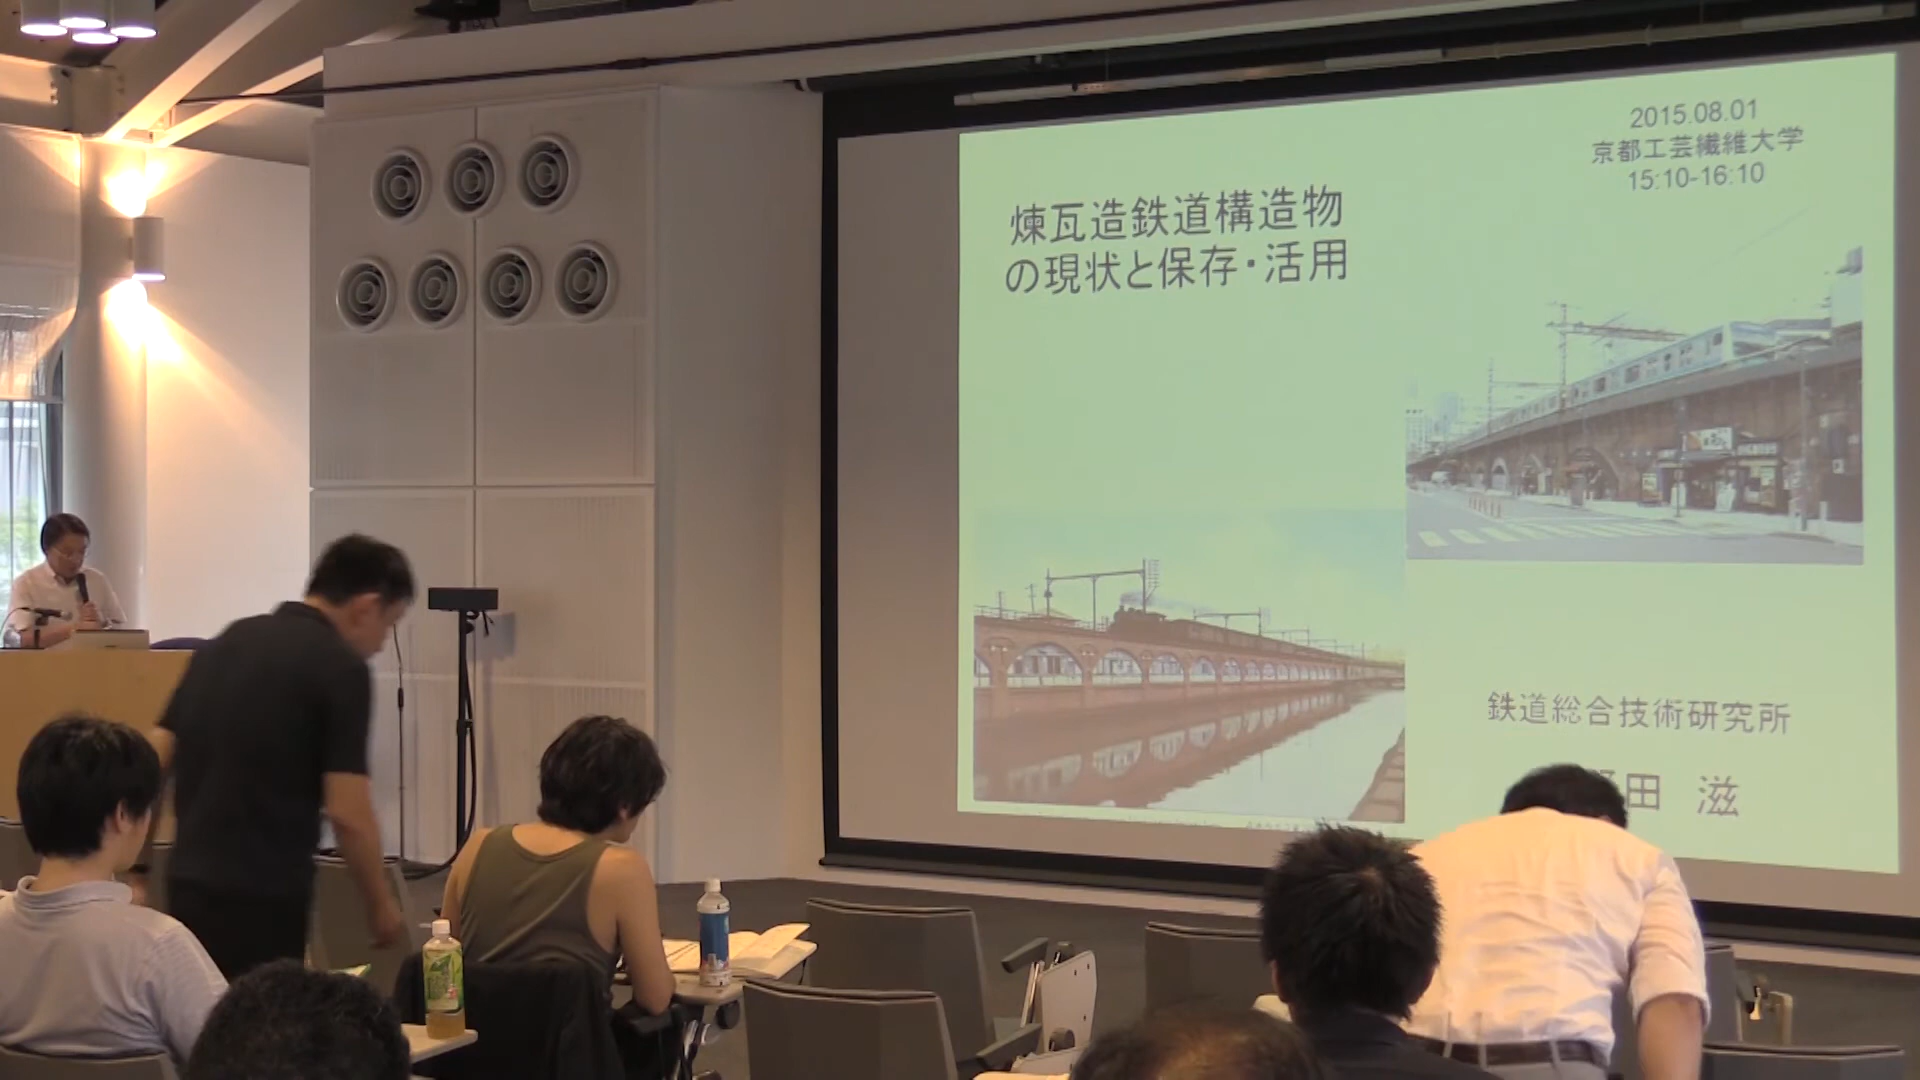 2015.08.01
京都工芸繊維大学
15:10-16:10
煉瓦造鉄道構造物
の現状と保存・活用
鉄道総合技術研究所
田 滋